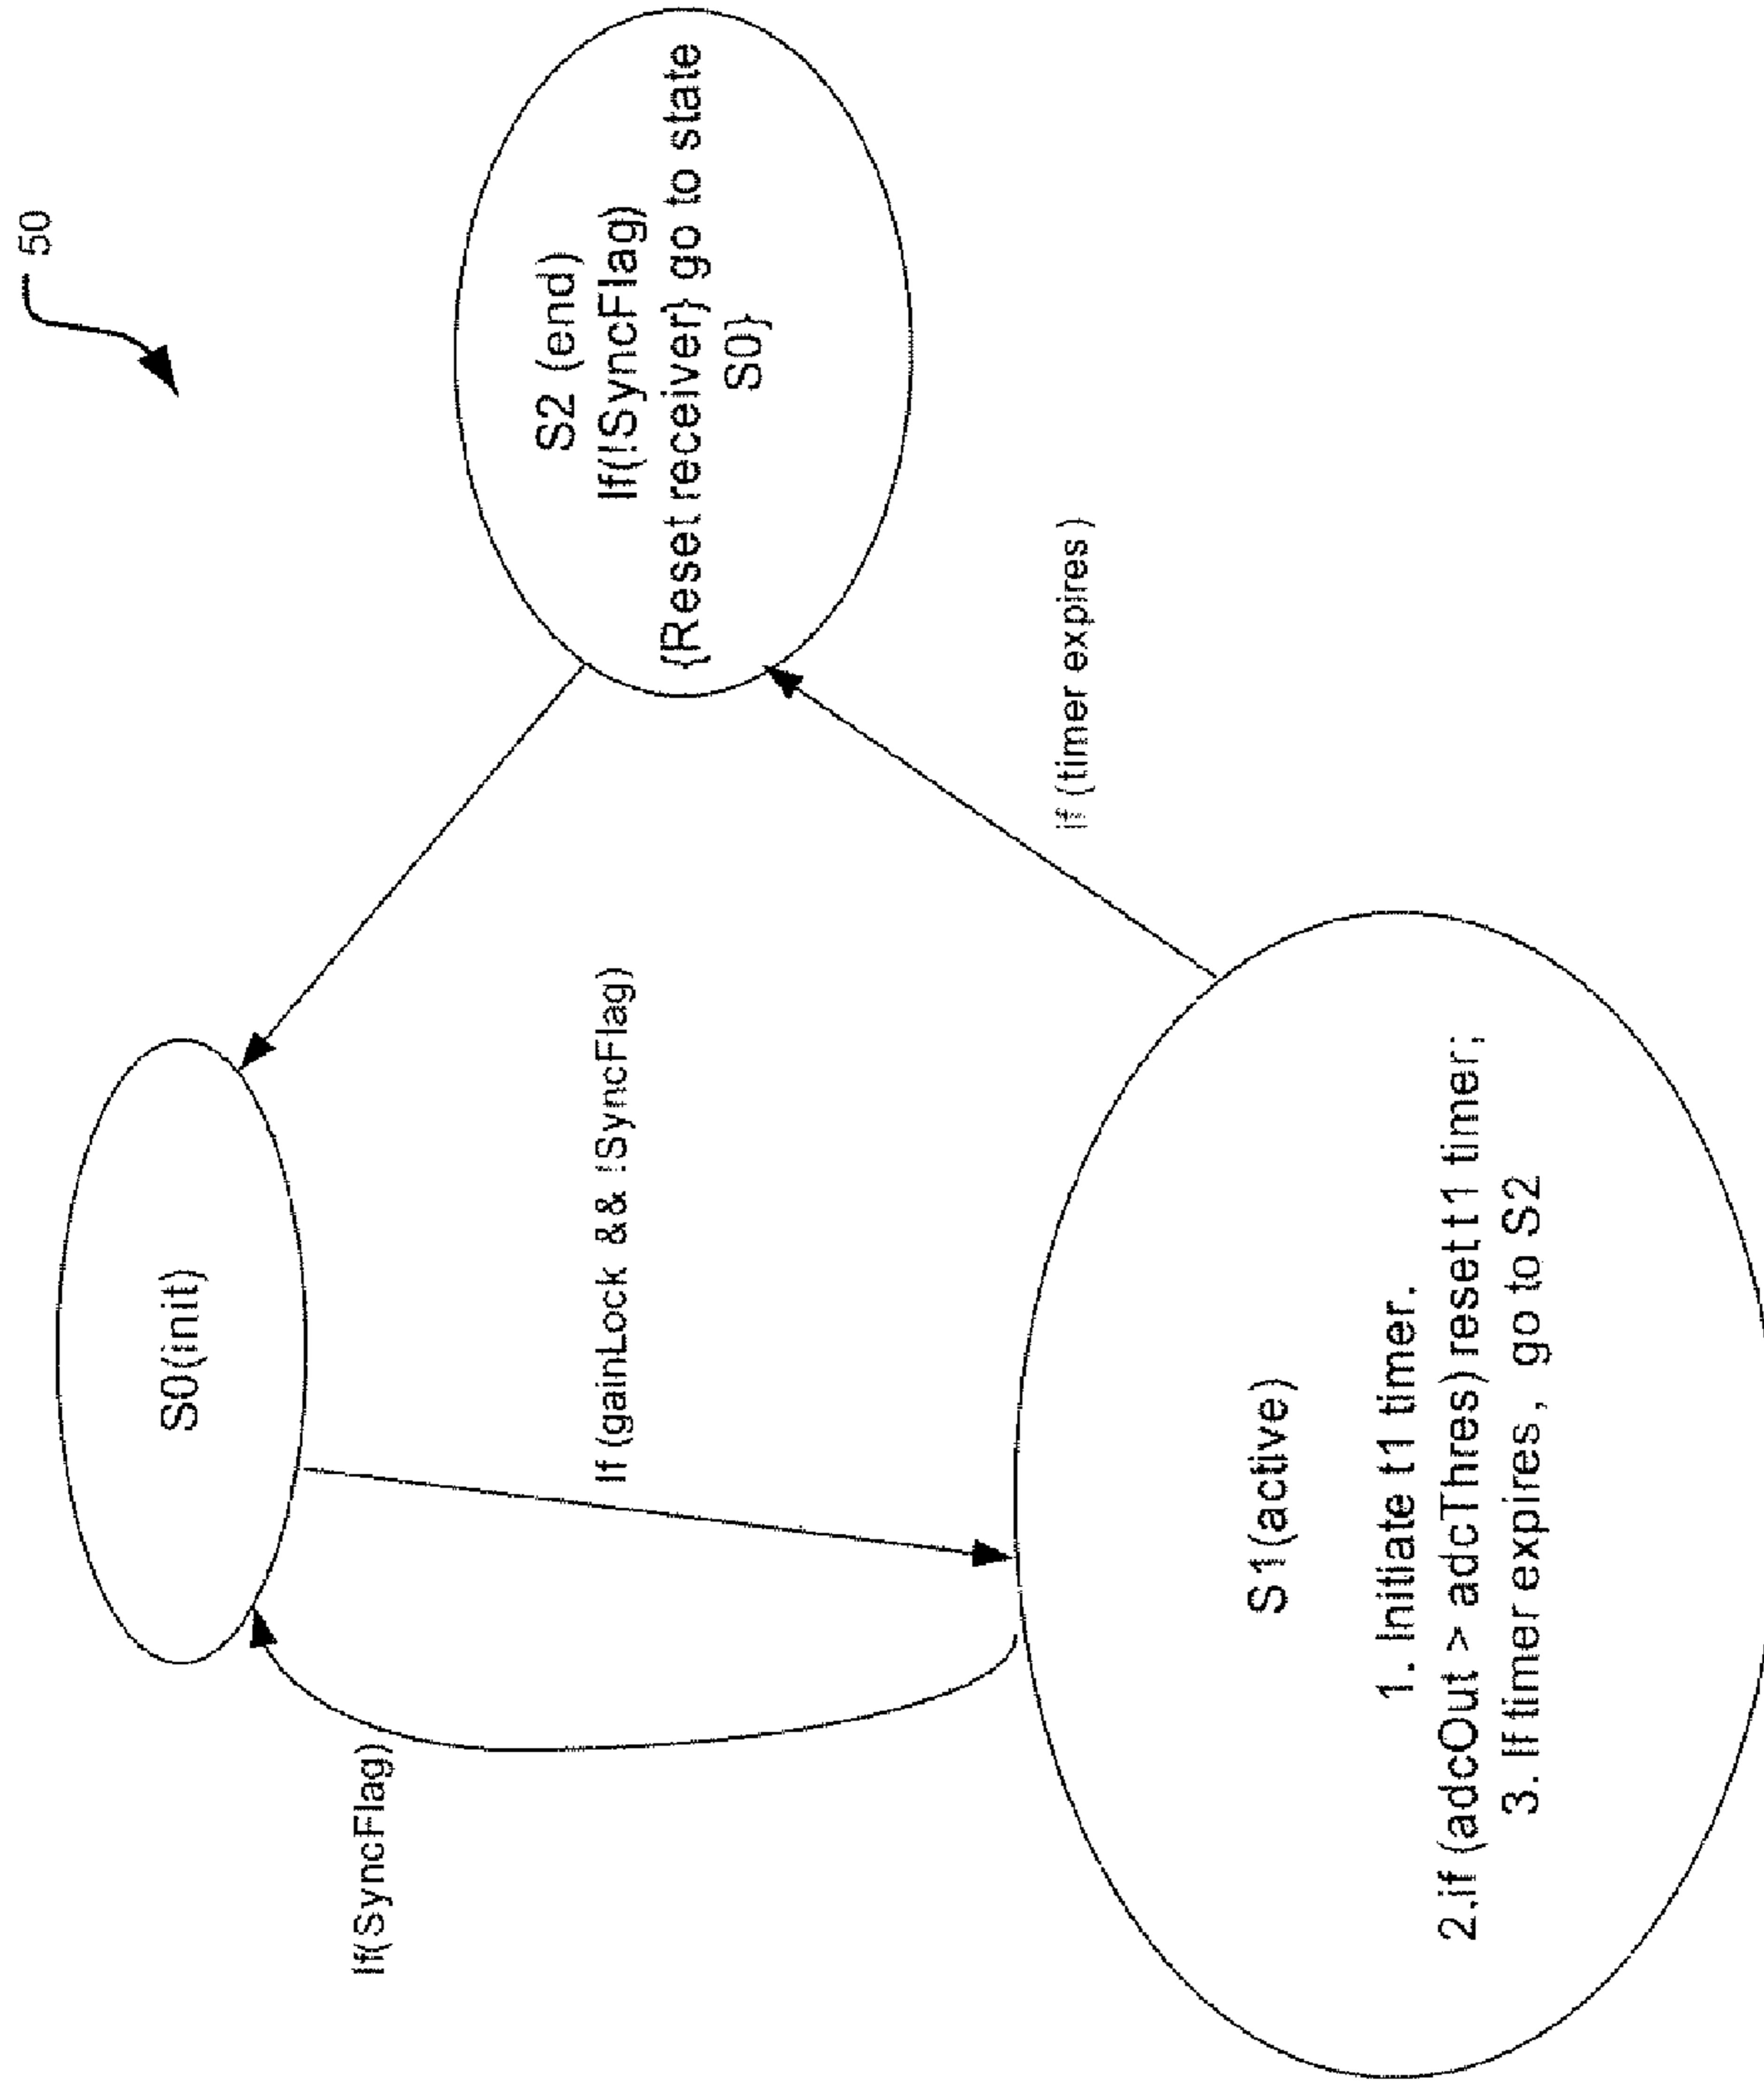 50
S0(init)
If(SyncFlag)
If (gainLock && !SyncFlag)
S2 (end)
If(!SyncFlag)
{Reset receiver} go to state
S0}
If (timer expires)
S1(active)
1. Initiate t1 timer.
2.if (adcOut > adcThres) reset t1 timer;
3. If timer expires, go to S2